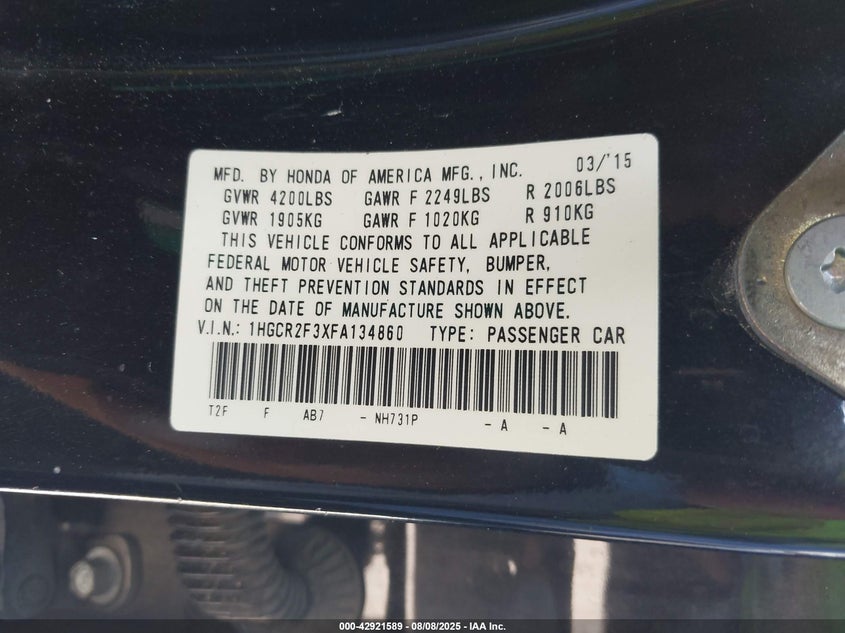 MFD. BY HONDA OF AMERICA MFG., INC. 03/'15
GVWR 4200LBS GAWR F 2249LBS R 2006LBS
GVWR 1905KG GAWR F 1020KG R 910KG
THIS VEHICLE CONFORMS TO ALL APPLICABLE
FEDERAL MOTOR VEHICLE SAFETY, BUMPER,
AND THEFT PREVENTION STANDARDS IN EFFECT
ON THE DATE OF MANUFACTURE SHOWN ABOVE.
V.I.N.: 1HGCR2F3XFA134860 TYPE: PASSENGER CAR
T2F F AB7 - NH731P - A - A
000-42921589 - 08/08/2025 - IAA Inc.